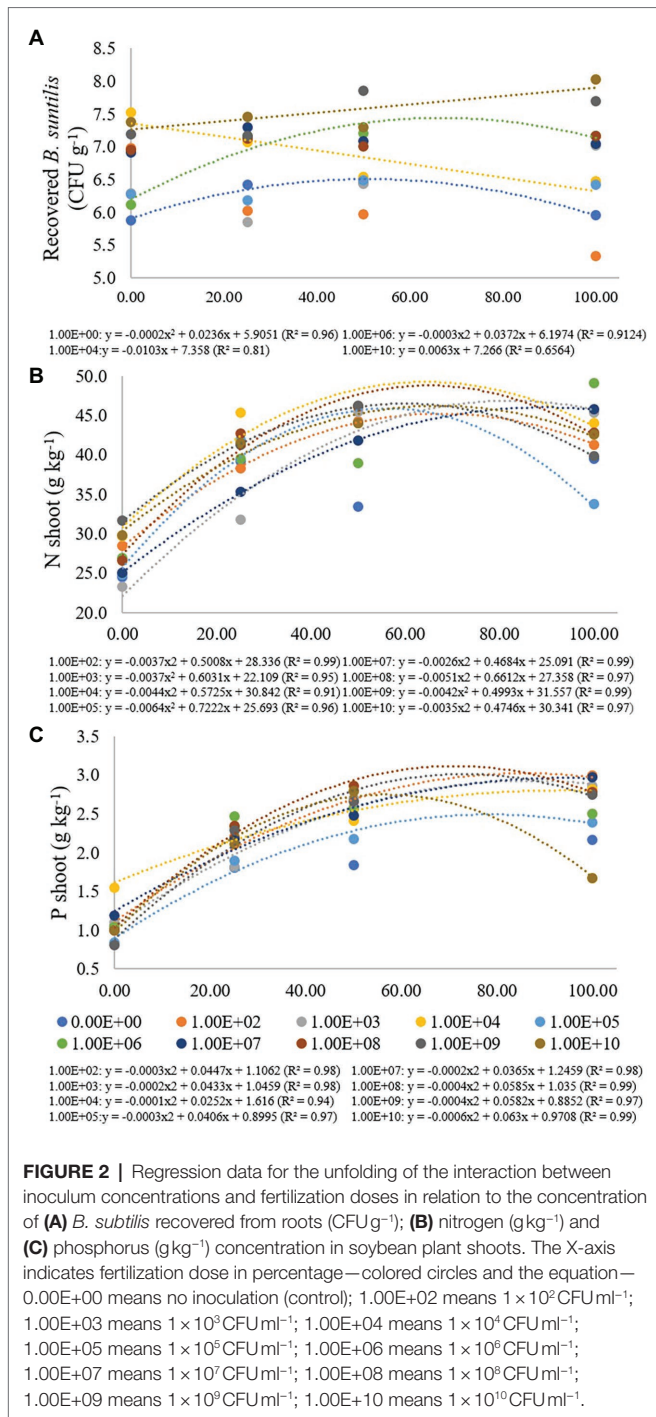 A
Recovered B. suntilis
(CFU g⁻¹)
8.5
8.0
7.5
7.0
6.5
6.0
5.5
5.0
0.00 20.00 40.00 60.00 80.00 100.00
1.00E+00: y = -0.0002x² + 0.0236x + 5.9051 (R² = 0.96) 1.00E+06: y = -0.0003x² + 0.0372x + 6.1974 (R² = 0.9124)
1.00E+04:y = -0.0103x + 7.358 (R² = 0.81) 1.00E+10: y = 0.0063x + 7.266 (R² = 0.6564)
B
N shoot (g kg⁻¹)
50.0
45.0
40.0
35.0
30.0
25.0
20.0
0.00 20.00 40.00 60.00 80.00 100.00
1.00E+02: y = -0.0037x2 + 0.5008x + 28.336 (R² = 0.99) 1.00E+07: y = -0.0026x2 + 0.4684x + 25.091 (R² = 0.99)
1.00E+03: y = -0.0037x² + 0.6031x + 22.109 (R² = 0.95) 1.00E+08: y = -0.0051x2 + 0.6612x + 27.358 (R² = 0.97)
1.00E+04: y = -0.0044x2 + 0.5725x + 30.842 (R² = 0.91) 1.00E+09: y = -0.0042x² + 0.4993x + 31.557 (R² = 0.99)
1.00E+05: y = -0.0064x² + 0.7222x + 25.693 (R² = 0.96) 1.00E+10: y = -0.0035x2 + 0.4746x + 30.341 (R² = 0.97)
C
P shoot (g kg⁻¹)
3.5
3.0
2.5
2.0
1.5
1.0
0.5
0.00 20.00 40.00 60.00 80.00 100.00
0.00E+00 1.00E+02 1.00E+03 1.00E+04 1.00E+05
1.00E+06 1.00E+07 1.00E+08 1.00E+09 1.00E+10
1.00E+02: y = -0.0003x2 + 0.0447x + 1.1062 (R² = 0.98) 1.00E+07: y = -0.0002x2 + 0.0365x + 1.2459 (R² = 0.98)
1.00E+03: y = -0.0002x2 + 0.0433x + 1.0459 (R² = 0.98) 1.00E+08: y = -0.0004x2 + 0.0585x + 1.035 (R² = 0.99)
1.00E+04: y = -0.0001x2 + 0.0252x + 1.616 (R² = 0.94) 1.00E+09: y = -0.0004x2 + 0.0582x + 0.8852 (R² = 0.97)
1.00E+05:y = -0.0003x2 + 0.0406x + 0.8995 (R² = 0.97) 1.00E+10: y = -0.0006x2 + 0.063x + 0.9708 (R² = 0.99)
FIGURE 2 | Regression data for the unfolding of the interaction between
inoculum concentrations and fertilization doses in relation to the concentration
of (A) B. subtilis recovered from roots (CFU g⁻¹); (B) nitrogen (g kg⁻¹) and
(C) phosphorus (g kg⁻¹) concentration in soybean plant shoots. The X-axis
indicates fertilization dose in percentage—colored circles and the equation—
0.00E+00 means no inoculation (control); 1.00E+02 means 1 × 10² CFU ml⁻¹;
1.00E+03 means 1 × 10³ CFU ml⁻¹; 1.00E+04 means 1 × 10⁴ CFU ml⁻¹;
1.00E+05 means 1 × 10⁵ CFU ml⁻¹; 1.00E+06 means 1 × 10⁶ CFU ml⁻¹;
1.00E+07 means 1 × 10⁷ CFU ml⁻¹; 1.00E+08 means 1 × 10⁸ CFU ml⁻¹;
1.00E+09 means 1 × 10⁹ CFU ml⁻¹; 1.00E+10 means 1 × 10¹⁰ CFU ml⁻¹.